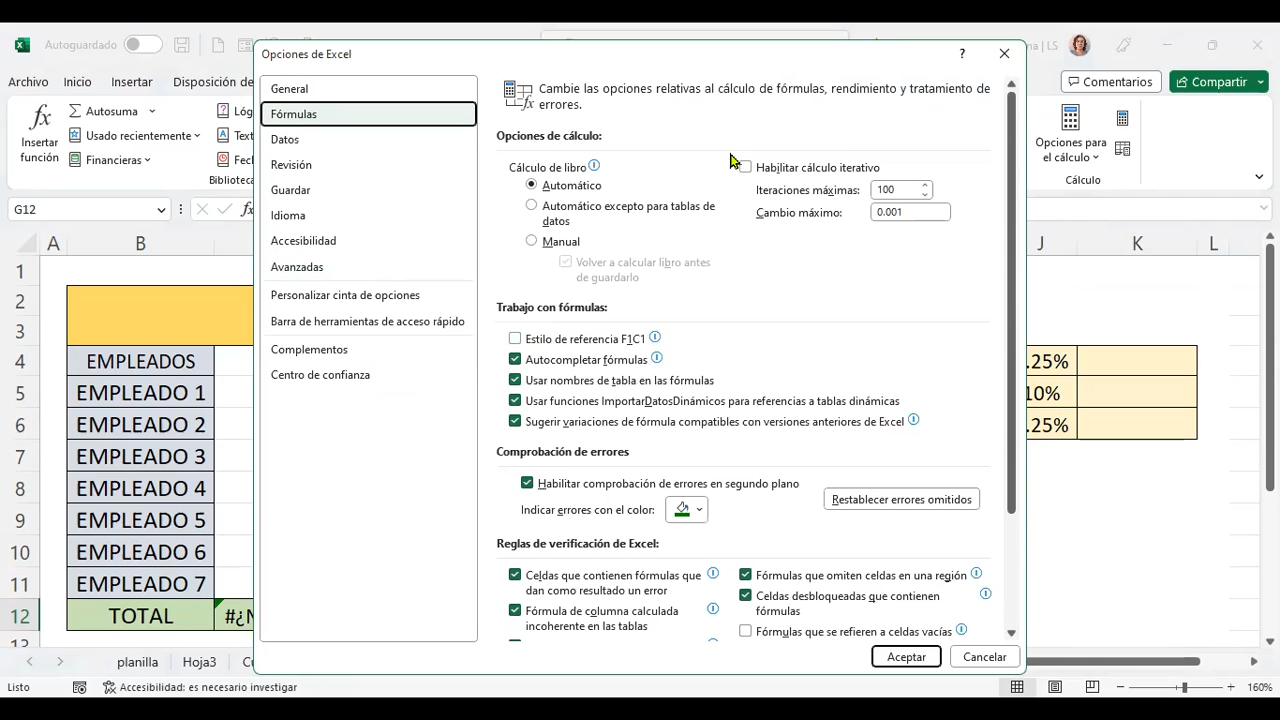 Autoguardado
Opciones de Excel
?
| LS
Archivo
Inicio
Insertar
Disposición de
Comentarios
Compartir
Insertar
función
Autosuma
Usado recientemente
Financieras
Biblioteca
Opciones para
el cálculo
Cálculo
G12
fx
General
Fórmulas
Datos
Revisión
Guardar
Idioma
Accesibilidad
Avanzadas
Personalizar cinta de opciones
Barra de herramientas de acceso rápido
Complementos
Centro de confianza
Cambie las opciones relativas al cálculo de fórmulas, rendimiento y tratamiento de
errores.
Opciones de cálculo:
Cálculo de libro
Automático
Automático excepto para tablas de
datos
Manual
Volver a calcular libro antes
de guardarlo
Habilitar cálculo iterativo
Iteraciones máximas: 100
Cambio máximo: 0.001
Trabajo con fórmulas:
Estilo de referencia F1C1
Autocompletar fórmulas
Usar nombres de tabla en las fórmulas
Usar funciones ImportarDatosDinámicos para referencias a tablas dinámicas
Sugerir variaciones de fórmula compatibles con versiones anteriores de Excel
Comprobación de errores
Habilitar comprobación de errores en segundo plano
Indicar errores con el color:
Restablecer errores omitidos
Reglas de verificación de Excel:
Celdas que contienen fórmulas que
dan como resultado un error
Fórmula de columna calculada
incoherente en las tablas
Fórmulas que omiten celdas en una región
Celdas desbloqueadas que contienen
fórmulas
Fórmulas que se refieren a celdas vacías
Aceptar
Cancelar
A B J K L
1
2
3
4 EMPLEADOS .25%
5 EMPLEADO 1 10%
6 EMPLEADO 2 .25%
7 EMPLEADO 3
8 EMPLEADO 4
9 EMPLEADO 5
10 EMPLEADO 6
11 EMPLEADO 7
12 TOTAL #¿N
13
planilla
Hoja3
Listo
Accesibilidad: es necesario investigar
160%